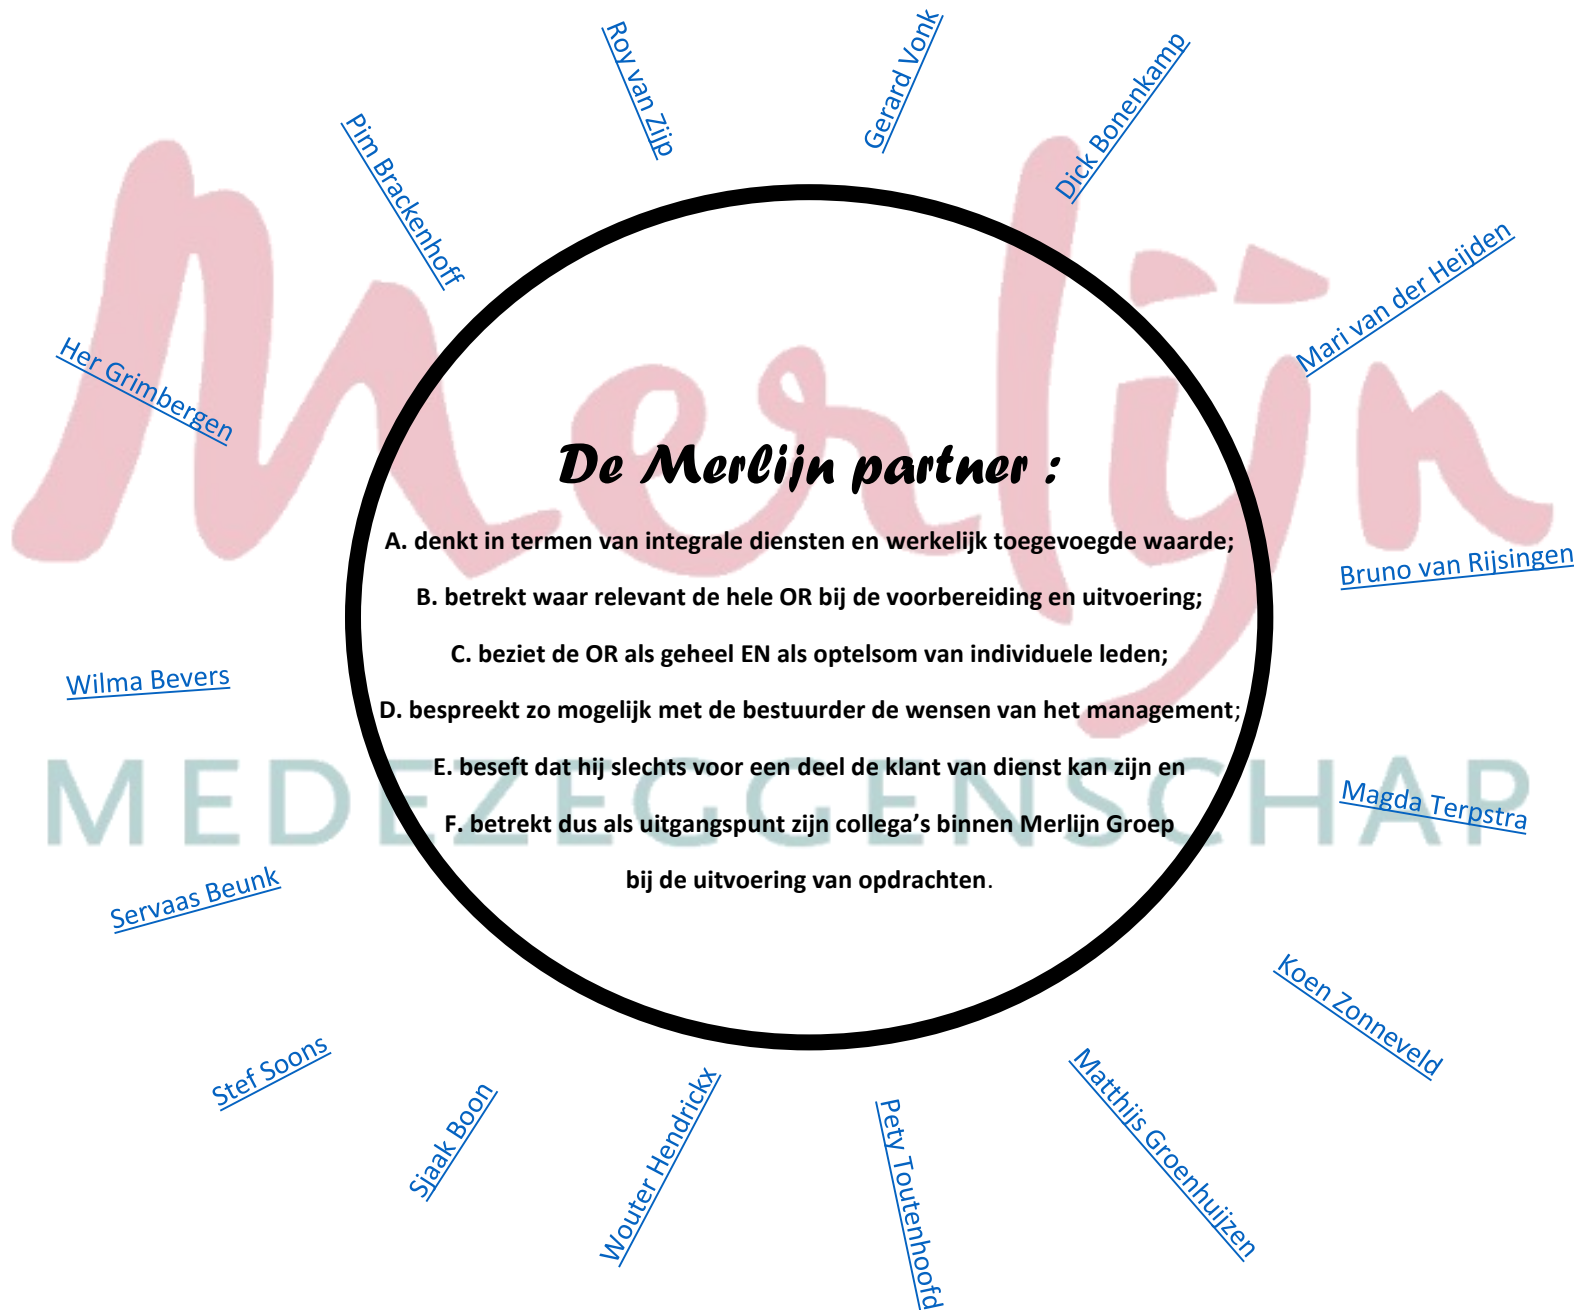 Roy van Zijp
Gerard Vonk
Dick Bonenkamp
Pim Brackenhoff
Mari van der Heijden
Her Grimbergen
Merlijn
De Merlijn partner :
A. denkt in termen van integrale diensten en werkelijk toegevoegde waarde;
B. betrekt waar relevant de hele OR bij de voorbereiding en uitvoering;
Bruno van Rijsingen
C. beziet de OR als geheel EN als optelsom van individuele leden;
Wilma Bevers
D. bespreekt zo mogelijk met de bestuurder de wensen van het management;
E. beseft dat hij slechts voor een deel de klant van dienst kan zijn en
MEDEZEGGENSCHAP
Magda Terpstra
F. betrekt dus als uitgangspunt zijn collega's binnen Merlijn Groep
bij de uitvoering van opdrachten.
Servaas Beunk
Koen Zonneveld
Stef Soons
Sjaak Boon
Wouter Hendrickx
Pety Toutenhoofd
Matthijs Groenhuijzen